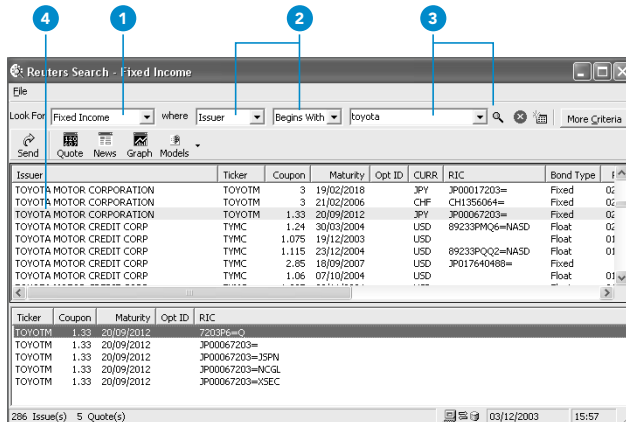 4 1 2 3
Reuters Search - Fixed Income
File
Look For Fixed Income where Issuer Begins With toyota More Criteria
Send Quote News Graph Models
Issuer Ticker Coupon Maturity Opt ID CURR RIC Bond Type
TOYOTA MOTOR CORPORATION TOYOTM 3 19/02/2018 JPY JP00017203= Fixed 02
TOYOTA MOTOR CORPORATION TOYOTM 3 21/02/2006 CHF CH1356064= Fixed 02
TOYOTA MOTOR CORPORATION TOYOTM 1.33 20/09/2012 JPY JP00067203= Fixed 02
TOYOTA MOTOR CREDIT CORP TYMC 1.24 30/03/2004 USD 89233PMQ6=NASD Float 02
TOYOTA MOTOR CREDIT CORP TYMC 1.075 19/12/2003 USD Float 01
TOYOTA MOTOR CREDIT CORP TYMC 1.115 23/12/2004 USD 89233PQQ2=NASD Float 01
TOYOTA MOTOR CREDIT CORP TYMC 2.85 18/09/2007 USD JP017640488= Fixed
TOYOTA MOTOR CREDIT CORP TYMC 1.06 07/10/2004 USD Float 01
Ticker Coupon Maturity Opt ID RIC
TOYOTM 1.33 20/09/2012 7203P6=Q
TOYOTM 1.33 20/09/2012 JP00067203=
TOYOTM 1.33 20/09/2012 JP00067203=JSPN
TOYOTM 1.33 20/09/2012 JP00067203=NCGL
TOYOTM 1.33 20/09/2012 JP00067203=XSEC
286 Issue(s) 5 Quote(s) 03/12/2003 15:57